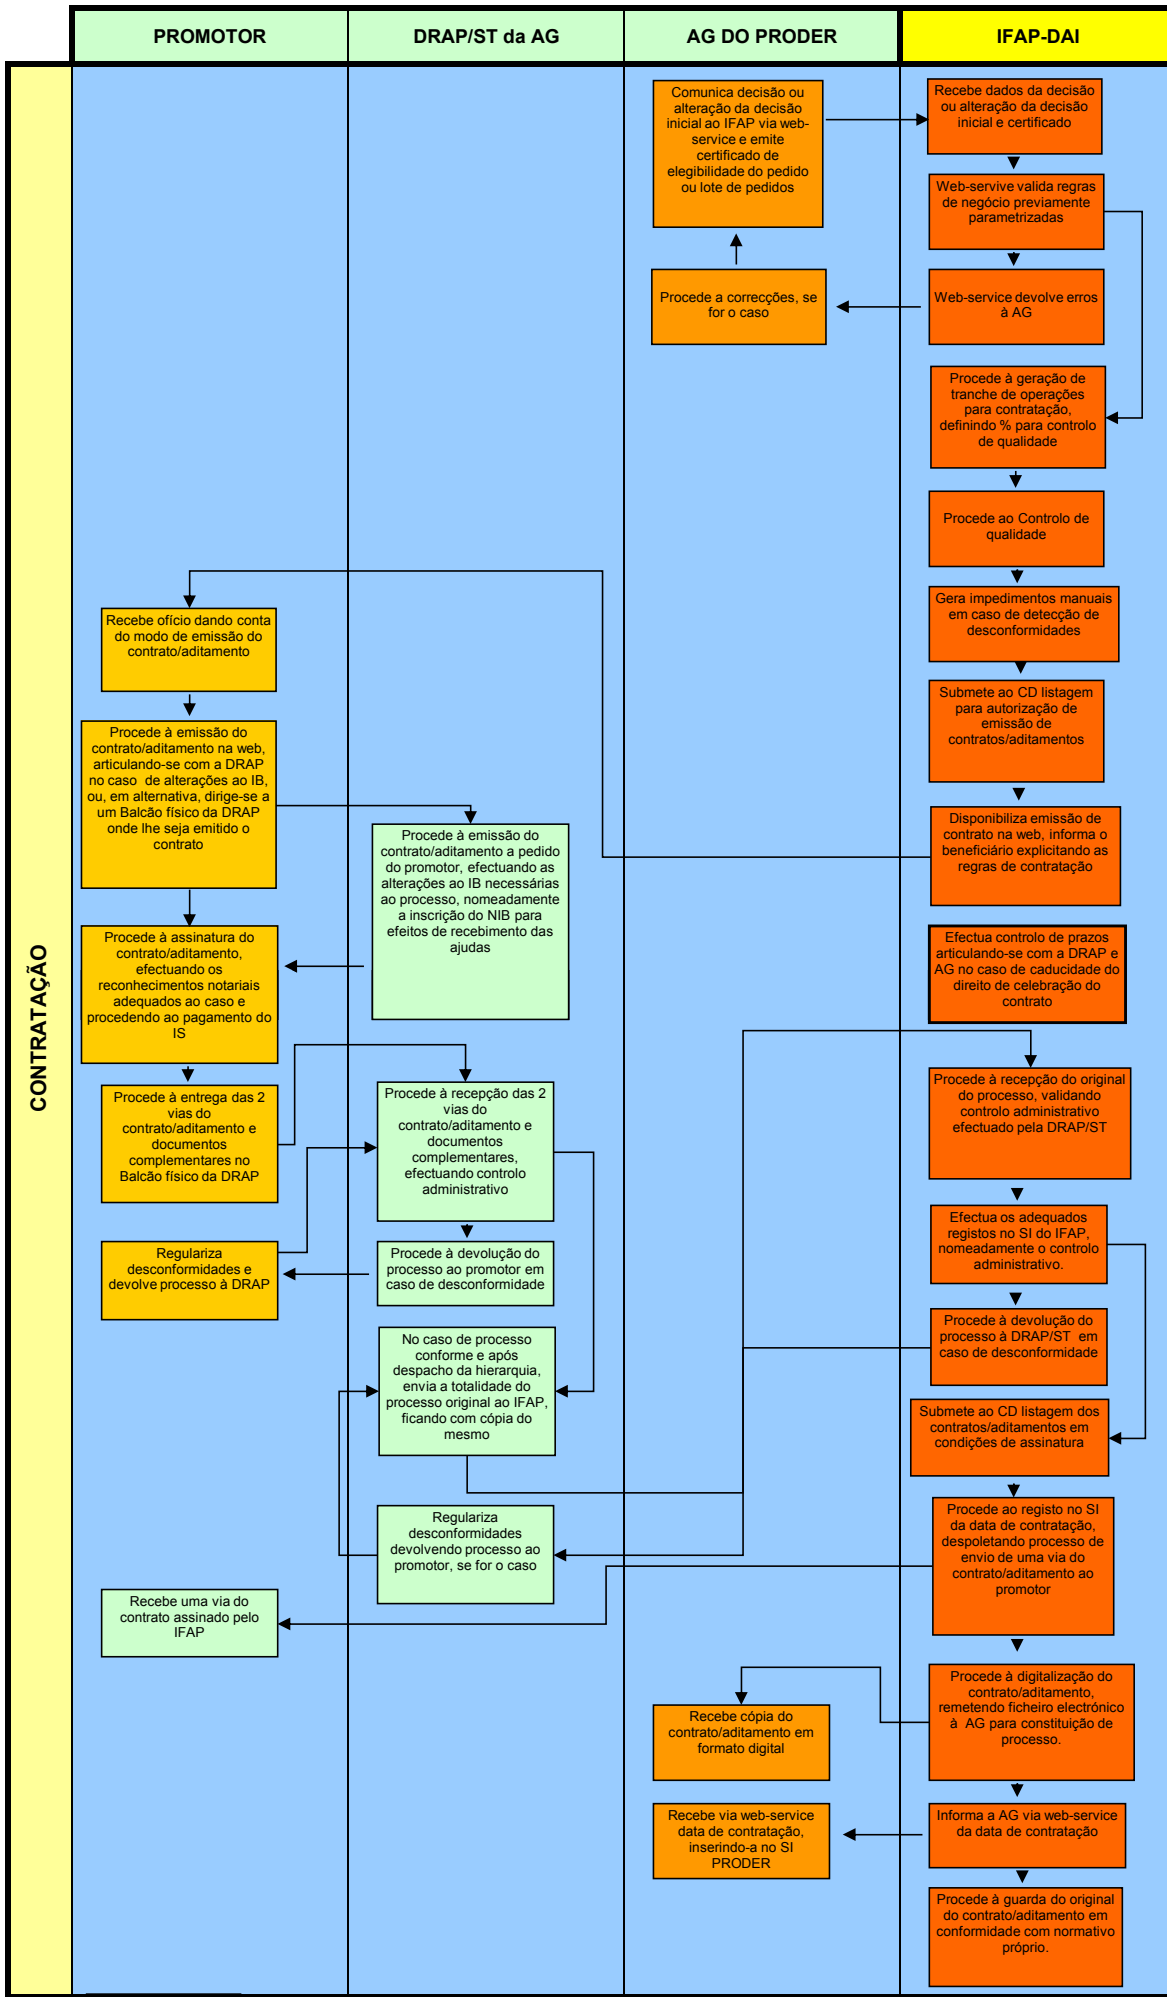 PROMOTOR
DRAP/ST da AG
AG DO PRODER
IFAP-DAI
CONTRATAÇÃO
Comunica decisão ou
alteração da decisão
inicial ao IFAP via web-
service e emite
certificado de
elegibilidade do pedido
ou lote de pedidos
Recebe dados da decisão
ou alteração da decisão
inicial e certificado
Web-servive valida regras
de negócio previamente
parametrizadas
Procede a correcções, se
for o caso
Web-service devolve erros
à AG
Procede à geração de
tranche de operações
para contratação,
definindo % para controlo
de qualidade
Procede ao Controlo de
qualidade
Gera impedimentos manuais
em caso de detecção de
desconformidades
Recebe ofício dando conta
do modo de emissão do
contrato/aditamento
Submete ao CD listagem
para autorização de
emissão de
contratos/aditamentos
Procede à emissão do
contrato/aditamento na web,
articulando-se com a DRAP
no caso de alterações ao IB,
ou, em alternativa, dirige-se a
um Balcão físico da DRAP
onde lhe seja emitido o
contrato
Disponibiliza emissão de
contrato na web, informa o
beneficiário explicitando as
regras de contratação
Procede à emissão do
contrato/aditamento a pedido
do promotor, efectuando as
alterações ao IB necessárias
ao processo, nomeadamente
a inscrição do NIB para
efeitos de recebimento das
ajudas
Procede à assinatura do
contrato/aditamento,
efectuando os
reconhecimentos notariais
adequados ao caso e
procedendo ao pagamento do
IS
Efectua controlo de prazos
articulando-se com a DRAP e
AG no caso de caducidade do
direito de celebração do
contrato
Procede à entrega das 2
vias do
contrato/aditamento e
documentos
complementares no
Balcão físico da DRAP
Procede à recepção das 2
vias do
contrato/aditamento e
documentos
complementares,
efectuando controlo
administrativo
Procede à recepção do original
do processo, validando
controlo administrativo
efectuado pela DRAP/ST
Efectua os adequados
registos no SI do IFAP,
nomeadamente o controlo
administrativo.
Regulariza
desconformidades e
devolve processo à DRAP
Procede à devolução do
processo ao promotor em
caso de desconformidade
Procede à devolução do
processo à DRAP/ST em
caso de desconformidade
No caso de processo
conforme e após
despacho da hierarquia,
envia a totalidade do
processo original ao IFAP,
ficando com cópia do
mesmo
Submete ao CD listagem dos
contratos/aditamentos em
condições de assinatura
Regulariza
desconformidades
devolvendo processo ao
promotor, se for o caso
Procede ao registo no SI
da data de contratação,
despoletando processo de
envio de uma via do
contrato/aditamento ao
promotor
Recebe uma via do
contrato assinado pelo
IFAP
Procede à digitalização do
contrato/aditamento,
remetendo ficheiro electrónico
à AG para constituição de
processo.
Recebe cópia do
contrato/aditamento em
formato digital
Recebe via web-service
data de contratação,
inserindo-a no SI
PRODER
Informa a AG via web-service
da data de contratação
Procede à guarda do original
do contrato/aditamento em
conformidade com normativo
próprio.